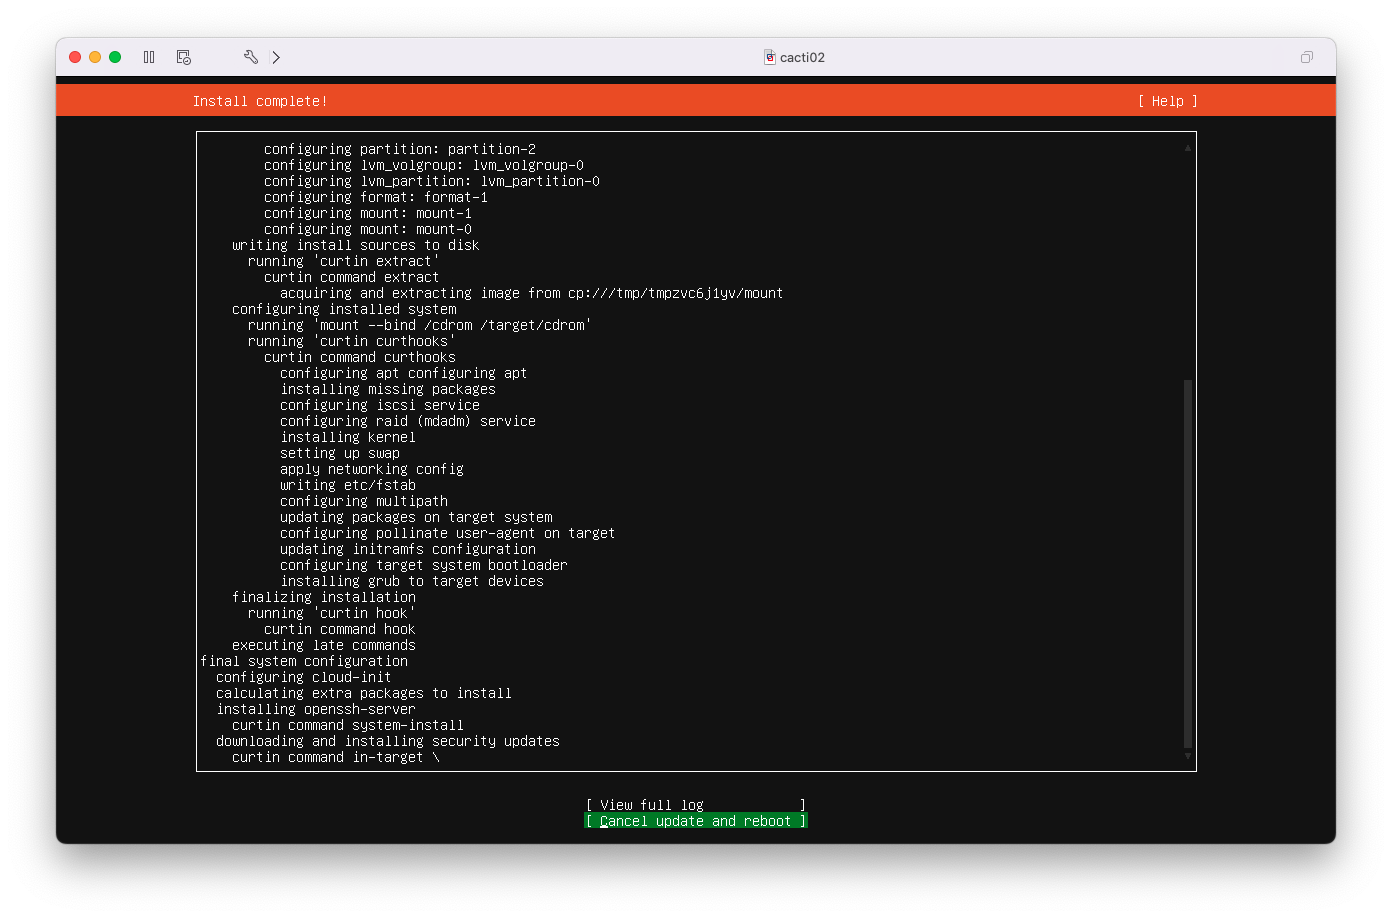 cacti02
Install complete!
[ Help ]
configuring partition: partition-2
configuring lvm_volgroup: lvm_volgroup-0
configuring lvm_partition: lvm_partition-0
configuring format: format-1
configuring mount: mount-1
configuring mount: mount-0
writing install sources to disk
running 'curtin extract'
curtin command extract
acquiring and extracting image from cp:///tmp/tmpzvc6j1yv/mount
configuring installed system
running 'mount --bind /cdrom /target/cdrom'
running 'curtin curthooks'
curtin command curthooks
configuring apt configuring apt
installing missing packages
configuring iscsi service
configuring raid (mdadm) service
installing kernel
setting up swap
apply networking config
writing etc/fstab
configuring multipath
updating packages on target system
configuring pollinate user-agent on target
updating initramfs configuration
configuring target system bootloader
installing grub to target devices
finalizing installation
running 'curtin hook'
curtin command hook
executing late commands
final system configuration
configuring cloud-init
calculating extra packages to install
installing openssh-server
curtin command system-install
downloading and installing security updates
curtin command in-target \
[ View full log ]
[ Cancel update and reboot ]